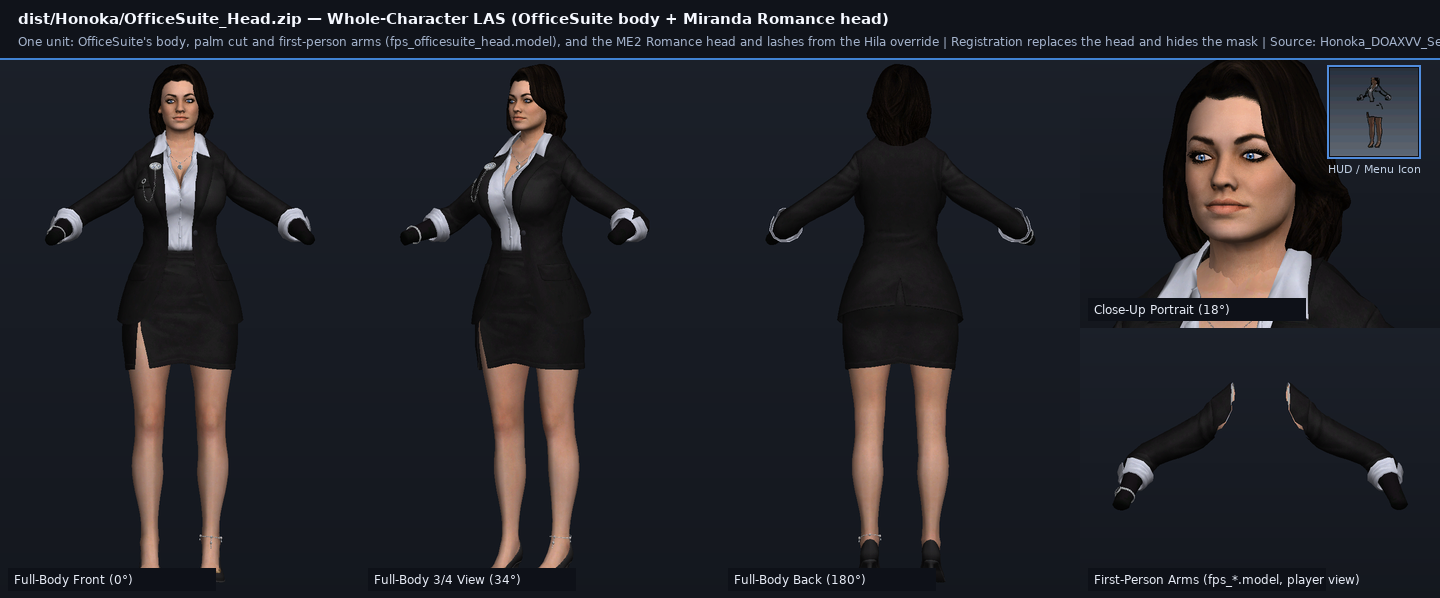 dist/Honoka/OfficeSuite_Head.zip — Whole-Character LAS (OfficeSuite body + Miranda Romance head)
One unit: OfficeSuite's body, palm cut and first-person arms (fps_officesuite_head.model), and the ME2 Romance head and lashes from the Hila override | Registration replaces the head and hides the mask | Source: Honoka_DOAXVV_Se
HUD / Menu Icon
Close-Up Portrait (18°)
Full-Body Front (0°)
Full-Body 3/4 View (34°)
Full-Body Back (180°)
First-Person Arms (fps_*.model, player view)